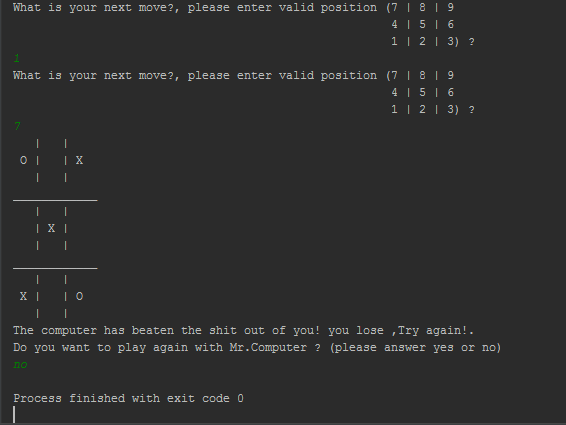 What is your next move?, please enter valid position (7 | 8 | 9
4 | 5 | 6
1 | 2 | 3) ?
1
What is your next move?, please enter valid position (7 | 8 | 9
4 | 5 | 6
1 | 2 | 3) ?
7
| |
O | | X
| |
____________
| |
| X |
| |
____________
| |
X | | O
| |
The computer has beaten the shit out of you! you lose ,Try again!.
Do you want to play again with Mr.Computer ? (please answer yes or no)
no
Process finished with exit code 0